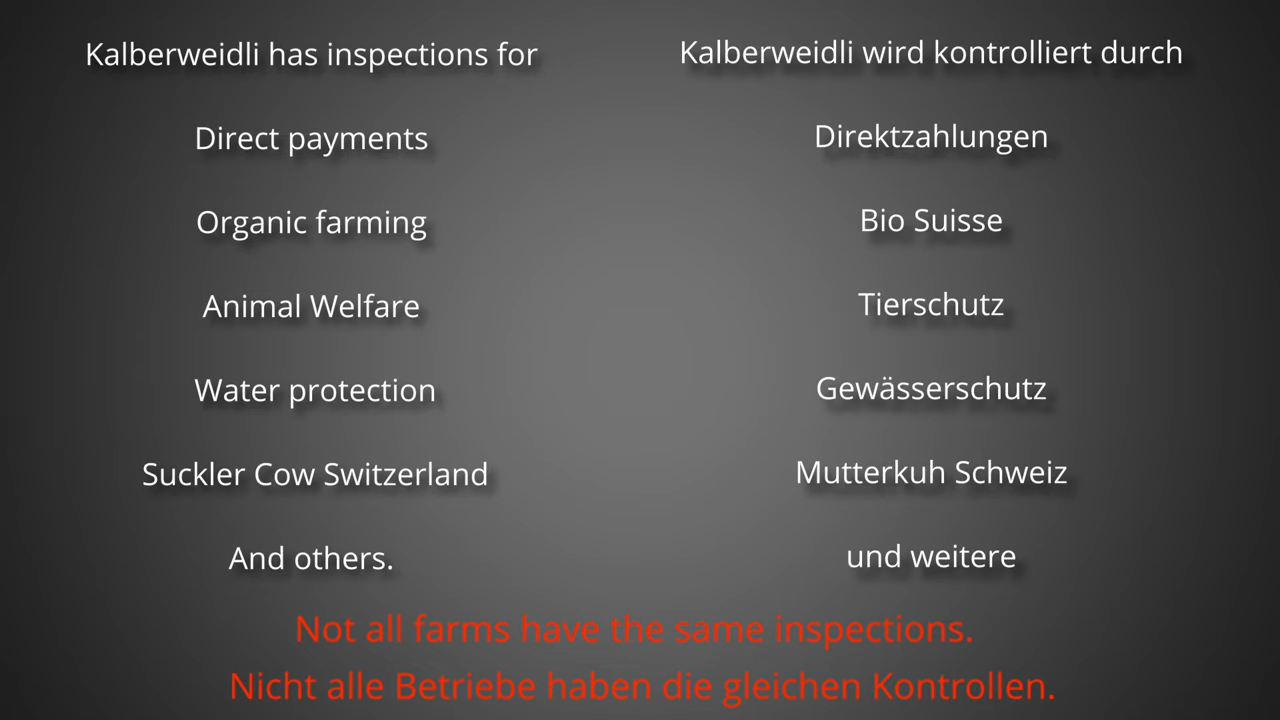 Kalberweidli has inspections for
Direct payments
Organic farming
Animal Welfare
Water protection
Suckler Cow Switzerland
And others.
Kalberweidli wird kontrolliert durch
Direktzahlungen
Bio Suisse
Tierschutz
Gewässerschutz
Mutterkuh Schweiz
und weitere
Not all farms have the same inspections.
Nicht alle Betriebe haben die gleichen Kontrollen.